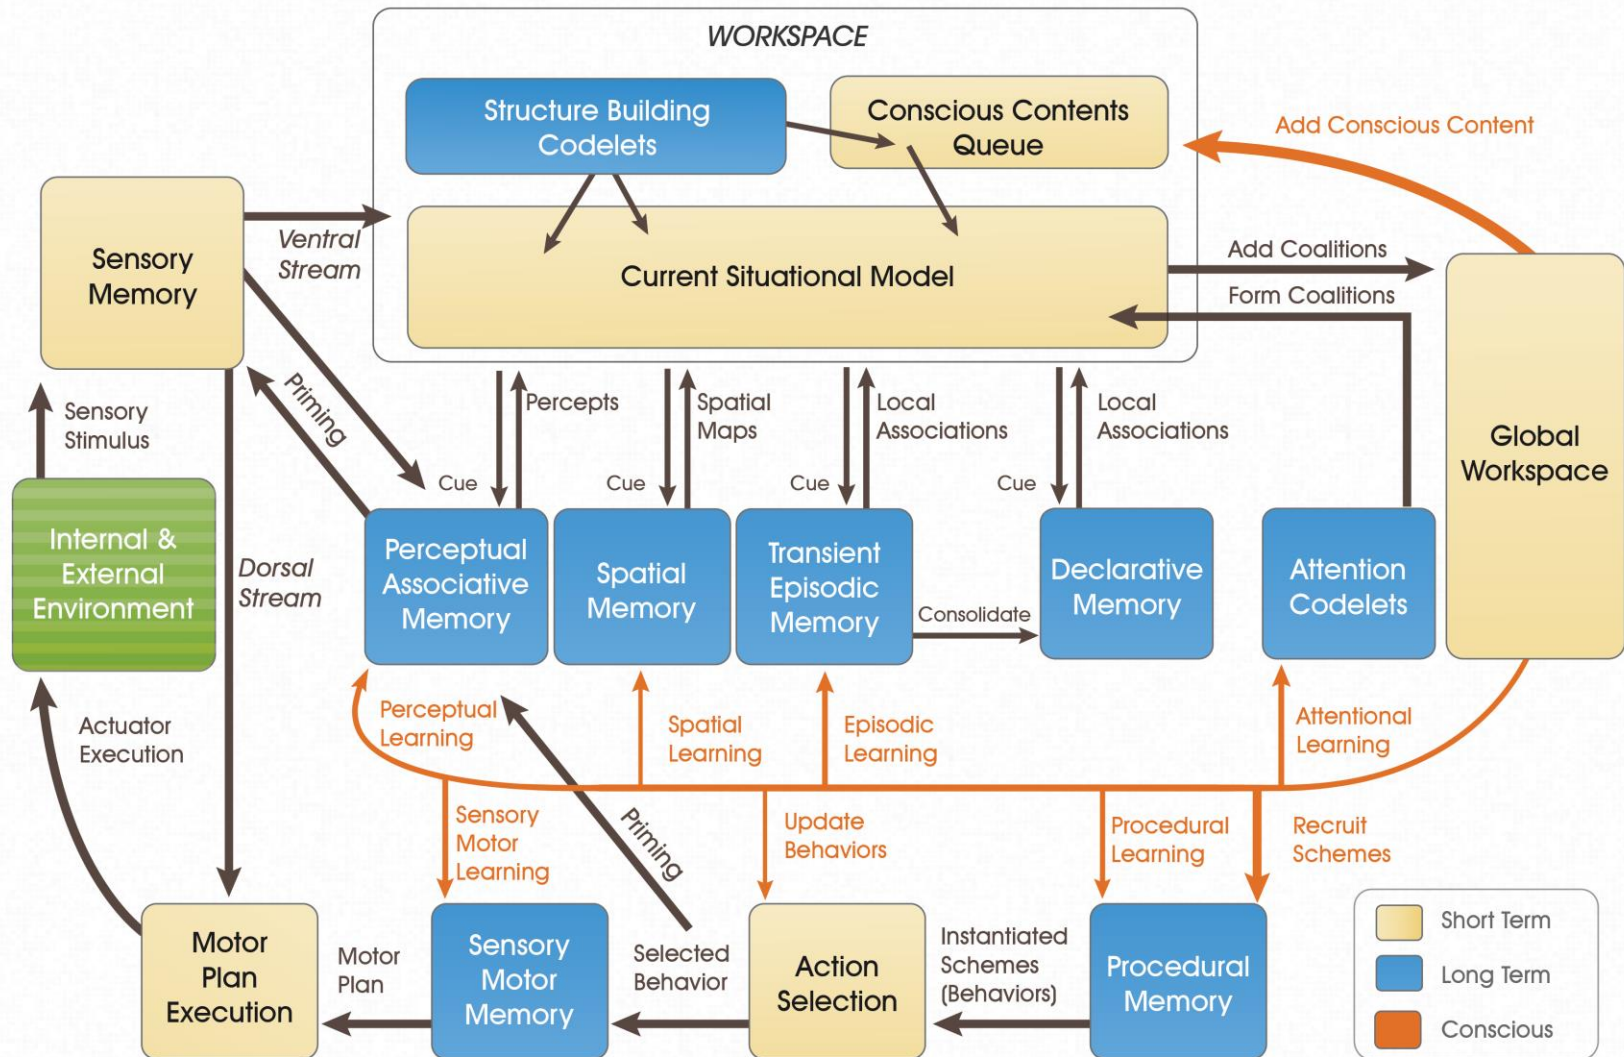 WORKSPACE
Structure Building
Codelets
Conscious Contents
Queue
Add Conscious Content
Sensory
Memory
Ventral
Stream
Current Situational Model
Add Coalitions
Form Coalitions
Global
Workspace
Sensory
Stimulus
Priming
Percepts
Cue
Spatial
Maps
Cue
Local
Associations
Cue
Local
Associations
Cue
Internal &
External
Environment
Dorsal
Stream
Perceptual
Associative
Memory
Spatial
Memory
Transient
Episodic
Memory
Consolidate
Declarative
Memory
Attention
Codelets
Actuator
Execution
Perceptual
Learning
Spatial
Learning
Episodic
Learning
Attentional
Learning
Sensory
Motor
Learning
Priming
Update
Behaviors
Procedural
Learning
Recruit
Schemes
Motor
Plan
Execution
Motor
Plan
Sensory
Motor
Memory
Selected
Behavior
Action
Selection
Instantiated
Schemes
(Behaviors)
Procedural
Memory
Short Term
Long Term
Conscious